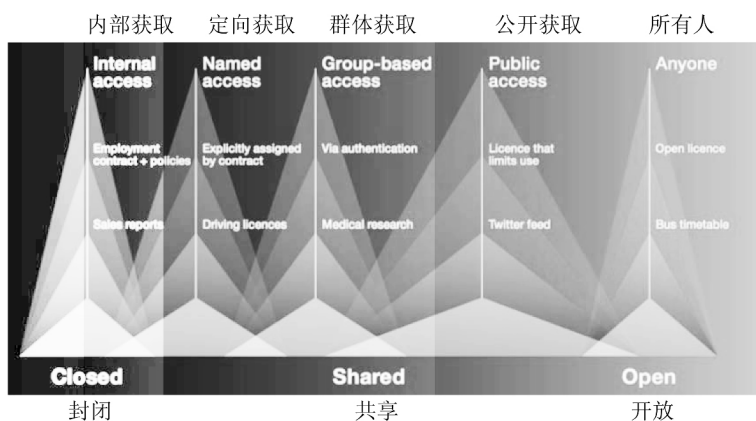 内部获取 定向获取 群体获取 公开获取 所有人
Internal access
Named access
Group-based access
Public access
Anyone
Employment contract + policies
Explicitly assigned by contract
Via authentication
Licence that limits use
Open licence
Sales reports
Driving licences
Medical research
Twitter feed
Bus timetable
Closed Shared Open
封闭 共享 开放